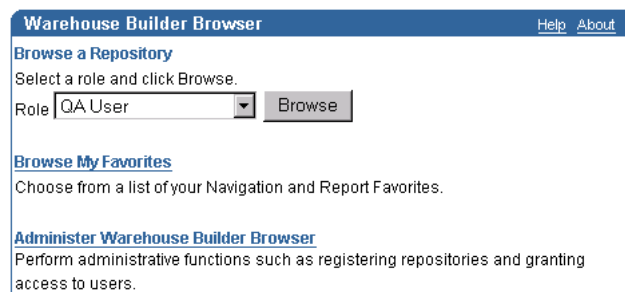 Warehouse Builder Browser Help About
Browse a Repository
Select a role and click Browse.
Role QA User Browse
Browse My Favorites
Choose from a list of your Navigation and Report Favorites.
Administer Warehouse Builder Browser
Perform administrative functions such as registering repositories and granting
access to users.